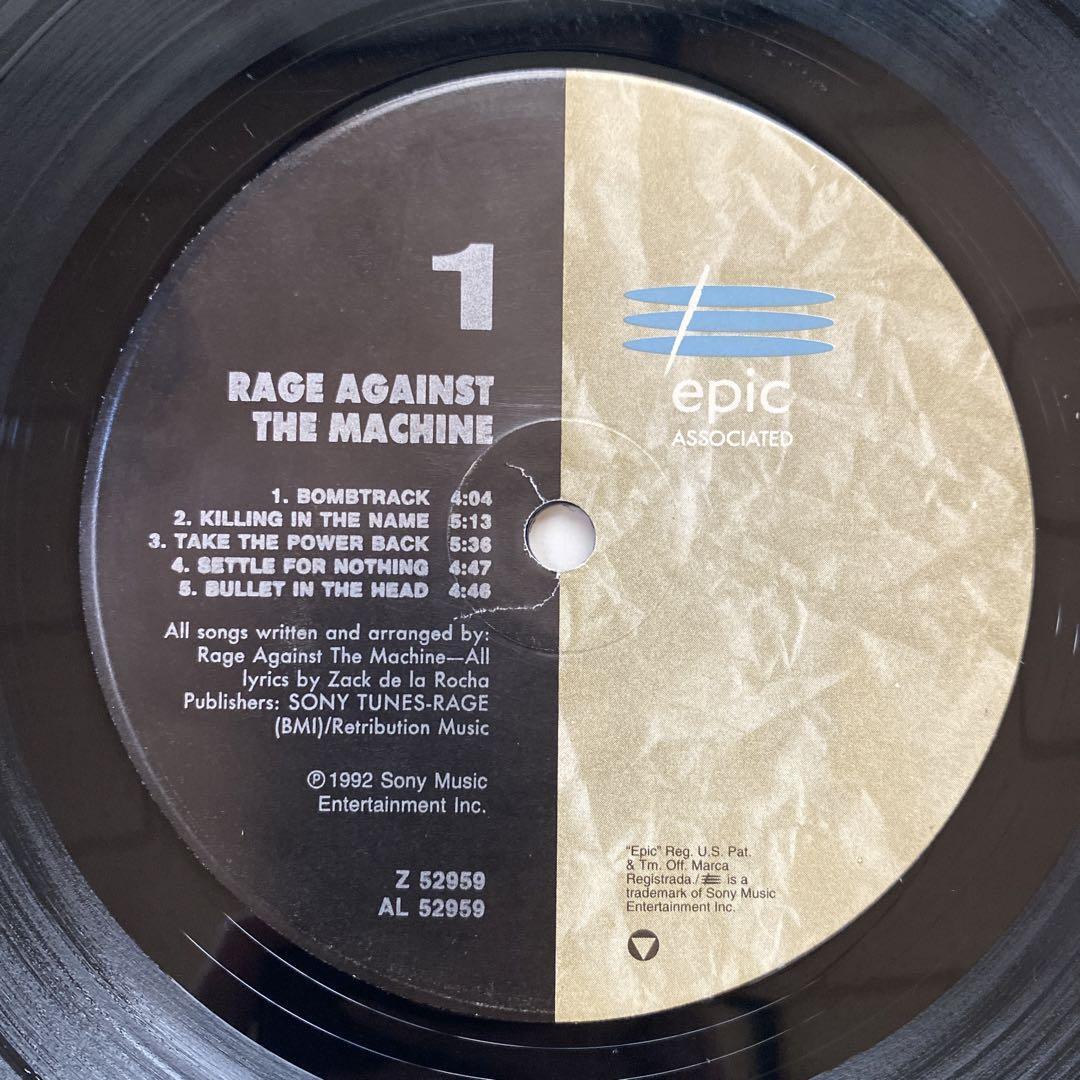 1
RAGE AGAINST
THE MACHINE
1. BOMBTRACK 4:04
2. KILLING IN THE NAME 5:13
3. TAKE THE POWER BACK 5:36
4. SETTLE FOR NOTHING 4:47
5. BULLET IN THE HEAD 4:46
All songs written and arranged by:
Rage Against The Machine—All
lyrics by Zack de la Rocha
Publishers: SONY TUNES-RAGE
(BMI)/Retribution Music
℗ 1992 Sony Music
Entertainment Inc.
Z 52959
AL 52959
epic
ASSOCIATED
"Epic" Reg. U.S. Pat.
& Tm. Off. Marca
Registrada./ is a
trademark of Sony Music
Entertainment Inc.